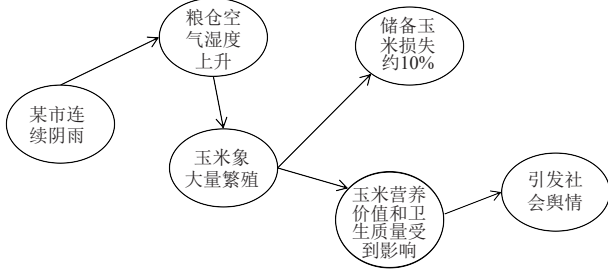 某市连
续阴雨
粮仓空
气湿度
上升
玉米象
大量繁殖
储备玉
米损失
约10%
玉米营养
价值和卫
生质量受
到影响
引发社
会舆情